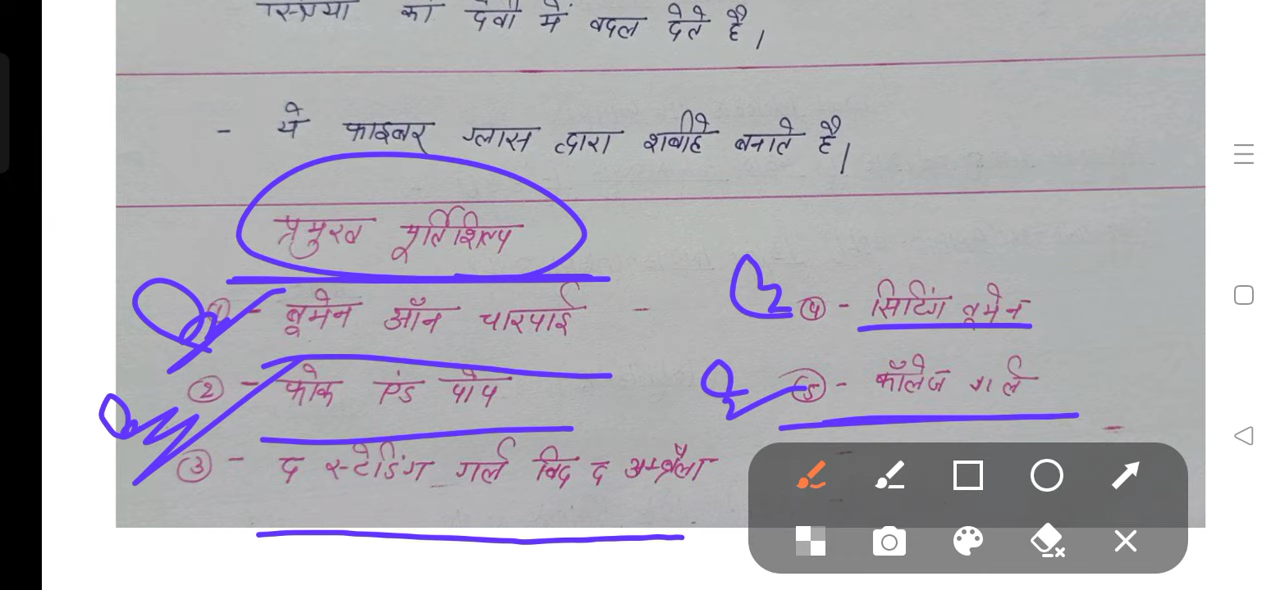 को देवी में बदल देते है।
- ये फाइबर ग्लास द्वारा शबीहे बनाते है।
प्रमुख मूर्तिशिल्प
① - वूमेन ऑन चारपाई -
② - फोक एंड पॉप
③ - द स्टेडिंग गर्ल विद द अम्ब्रैला
④ - सिटिंग वूमेन
⑤ - कॉलेज गर्ल -